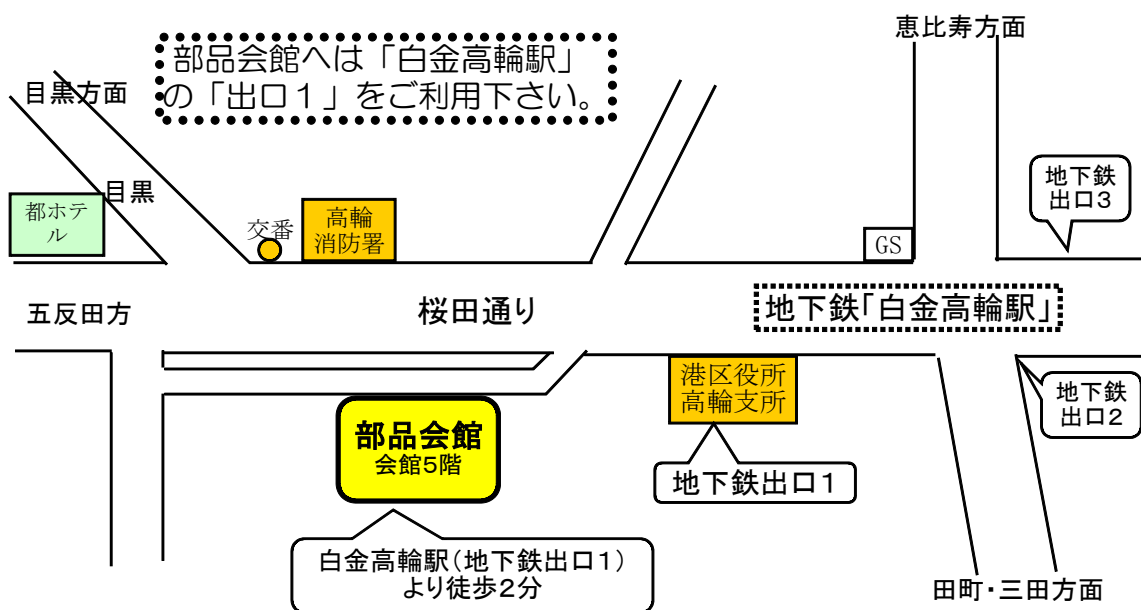 恵比寿方面
部品会館へは「白金高輪駅」
の「出口１」をご利用下さい。
目黒方面
目黒
都ホテ
ル
交番
高輪
消防署
GS
地下鉄
出口3
五反田方
桜田通り
地下鉄「白金高輪駅」
港区役所
高輪支所
地下鉄
出口2
部品会館
会館5階
地下鉄出口1
白金高輪駅(地下鉄出口1)
より徒歩2分
田町・三田方面